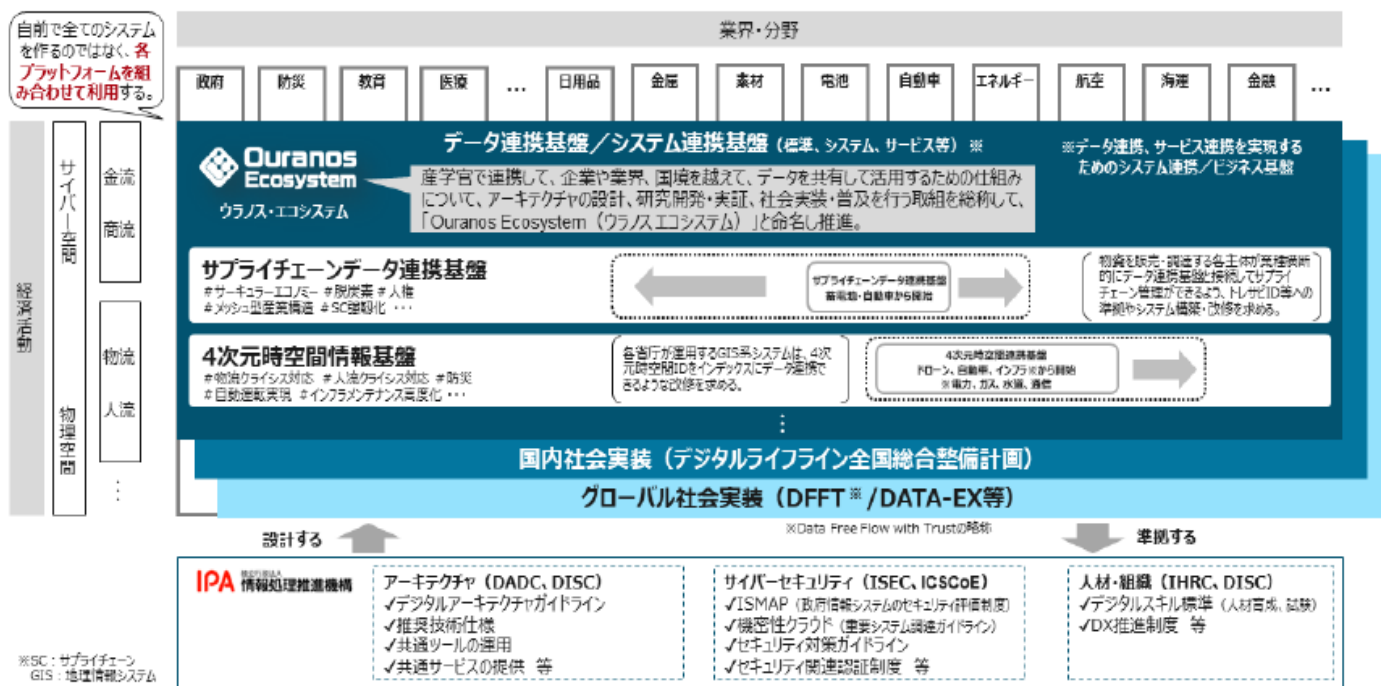 自前で全てのシステム
を作るのではなく、各
プラットフォームを組
み合わせて利用する。
業界・分野
政府
防災
教育
医療
…
日用品
金属
素材
電池
自動車
エネルギー
航空
海運
金融
…
経済活動
サイバー空間
物理空間
金流
商流
物流
人流
⋮
Ouranos
Ecosystem
ウラノス・エコシステム
データ連携基盤／システム連携基盤（標準、システム、サービス等）※
※データ連携、サービス連携を実現する
ためのシステム連携／ビジネス基盤
産学官で連携して、企業や業界、国境を越えて、データを共有して活用するための仕組み
について、アーキテクチャの設計、研究開発・実証、社会実装・普及を行う取組を総称して、
「Ouranos Ecosystem（ウラノス エコシステム）」と命名し推進。
サプライチェーンデータ連携基盤
#サーキュラーエコノミー #脱炭素 #人権
#メッシュ型産業構造 #SC強靱化 …
サプライチェーンデータ連携基盤
蓄電池・自動車から開始
物資を販売・調達する各主体が業種横断
的にデータ連携基盤と接続してサプライ
チェーン管理ができるよう、トレサビID等への
準拠やシステム構築・改修を求める。
4次元時空間情報基盤
#物流クライシス対応 #人流クライシス対応 #防災
#自動運転実現 #インフラメンテナンス高度化 …
各省庁が運用するGIS系システムは、4次
元時空間IDをインデックスにデータ連携で
きるような改修を求める。
4次元時空間連携基盤
ドローン、自動車、インフラ※から開始
※電力、ガス、水道、通信
⋮
国内社会実装（デジタルライフライン全国総合整備計画）
グローバル社会実装（DFFT※/DATA-EX等）
※Data Free Flow with Trustの略称
設計する
準拠する
IPA 独立行政法人 情報処理推進機構
アーキテクチャ（DADC、DISC）
✓デジタルアーキテクチャガイドライン
✓推奨技術仕様
✓共通ツールの運用
✓共通サービスの提供 等
サイバーセキュリティ（ISEC、ICSCoE）
✓ISMAP（政府情報システムのセキュリティ評価制度）
✓機密性クラウド（重要システム調達ガイドライン）
✓セキュリティ対策ガイドライン
✓セキュリティ関連認証制度 等
人材・組織（IHRC、DISC）
✓デジタルスキル標準（人材育成、試験）
✓DX推進制度 等
※SC：サプライチェーン
GIS：地理情報システム